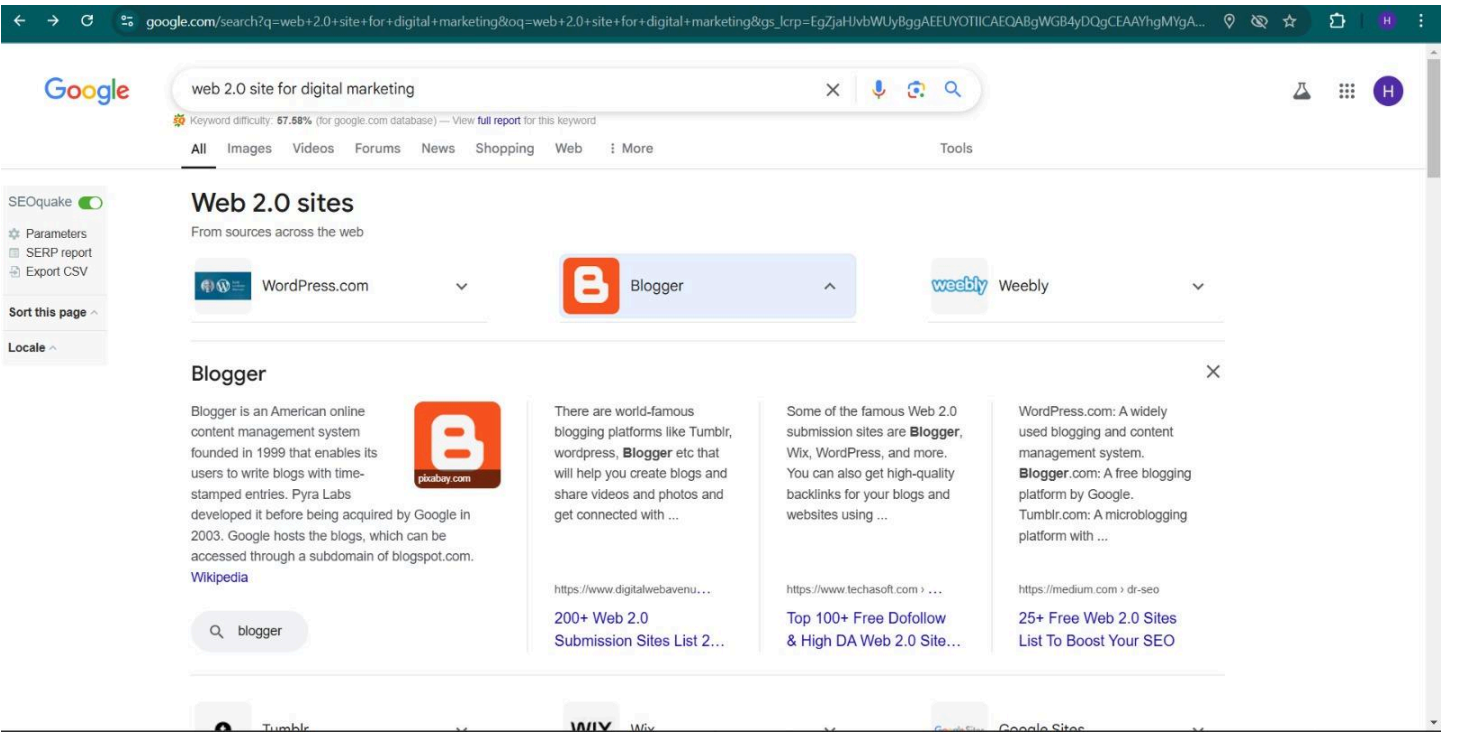 google.com/search?q=web+2.0+site+for+digital+marketing&oq=web+2.0+site+for+digital+marketing&gs_lcrp=EgZjaHJvbWUyBggAEEUYOTIICAEQABgWGB4yDQgCEAAYhgMYgA...
H
Google
web 2.0 site for digital marketing
H
Keyword difficulty: 57.58% (for google.com database) — View full report for this keyword
All Images Videos Forums News Shopping Web More Tools
SEOquake
Parameters
SERP report
Export CSV
Sort this page
Locale
Web 2.0 sites
From sources across the web
WordPress.com
Blogger
weebly Weebly
Blogger
Blogger is an American online
content management system
founded in 1999 that enables its
users to write blogs with time-
stamped entries. Pyra Labs
developed it before being acquired by Google in
2003. Google hosts the blogs, which can be
accessed through a subdomain of blogspot.com.
Wikipedia
pixabay.com
blogger
There are world-famous
blogging platforms like Tumblr,
wordpress, Blogger etc that
will help you create blogs and
share videos and photos and
get connected with ...
https://www.digitalwebavenu...
200+ Web 2.0
Submission Sites List 2...
Some of the famous Web 2.0
submission sites are Blogger,
Wix, WordPress, and more.
You can also get high-quality
backlinks for your blogs and
websites using ...
https://www.techasoft.com › ...
Top 100+ Free Dofollow
& High DA Web 2.0 Site...
WordPress.com: A widely
used blogging and content
management system.
Blogger.com: A free blogging
platform by Google.
Tumblr.com: A microblogging
platform with ...
https://medium.com › dr-seo
25+ Free Web 2.0 Sites
List To Boost Your SEO
Tumblr
WIX Wix
Google Sites Google Sites